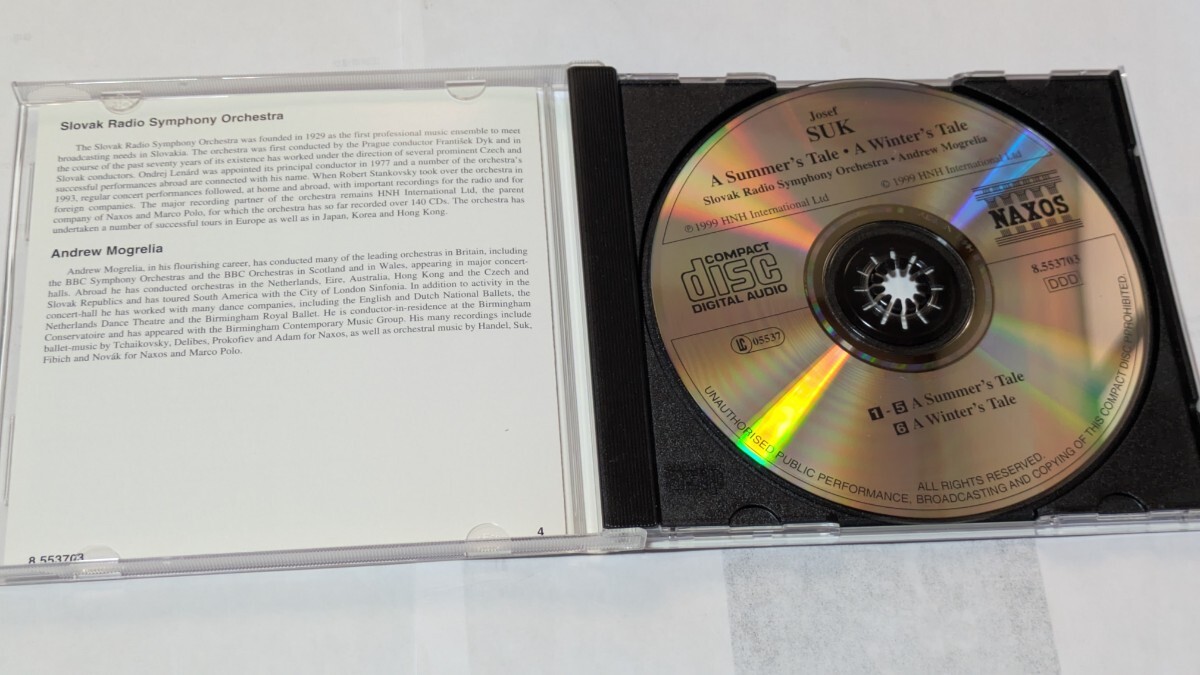 Slovak Radio Symphony Orchestra
The Slovak Radio Symphony Orchestra was founded in 1929 as the first professional music ensemble to meet
broadcasting needs in Slovakia. The orchestra was first conducted by the Prague conductor František Dyk and in
the course of the past seventy years of its existence has worked under the direction of several prominent Czech and
Slovak conductors. Ondrej Lenárd was appointed its principal conductor in 1977 and a number of the orchestra's
successful performances abroad are connected with his name. When Robert Stankovsky took over the orchestra in
1993, regular concert performances followed, at home and abroad, with important recordings for the radio and for
foreign companies. The major recording partner of the orchestra remains HNH International Ltd, the parent
company of Naxos and Marco Polo, for which the orchestra has so far recorded over 140 CDs. The orchestra has
undertaken a number of successful tours in Europe as well as in Japan, Korea and Hong Kong.
Andrew Mogrelia
Andrew Mogrelia, in his flourishing career, has conducted many of the leading orchestras in Britain, including
the BBC Symphony Orchestras and the BBC Orchestras in Scotland and in Wales, appearing in major concert-
halls. Abroad he has conducted orchestras in the Netherlands, Eire, Australia, Hong Kong and the Czech and
Slovak Republics and has toured South America with the City of London Sinfonia. In addition to activity in the
concert-hall he has worked with many dance companies, including the English and Dutch National Ballets, the
Netherlands Dance Theatre and the Birmingham Royal Ballet. He is conductor-in-residence at the Birmingham
Conservatoire and has appeared with the Birmingham Contemporary Music Group. His many recordings include
ballet-music by Tchaikovsky, Delibes, Prokofiev and Adam for Naxos, as well as orchestral music by Handel, Suk,
Fibich and Novák for Naxos and Marco Polo.
8.553703
4
Josef
SUK
A Summer's Tale • A Winter's Tale
Slovak Radio Symphony Orchestra • Andrew Mogrelia
℗ 1999 HNH International Ltd
© 1999 HNH International Ltd
NAXOS
COMPACT
disc
DIGITAL AUDIO
8.553703
DDD
LC 05537
1 - 5 A Summer's Tale
6 A Winter's Tale
ALL RIGHTS RESERVED.
UNAUTHORISED PUBLIC PERFORMANCE, BROADCASTING AND COPYING OF THIS COMPACT DISC PROHIBITED.